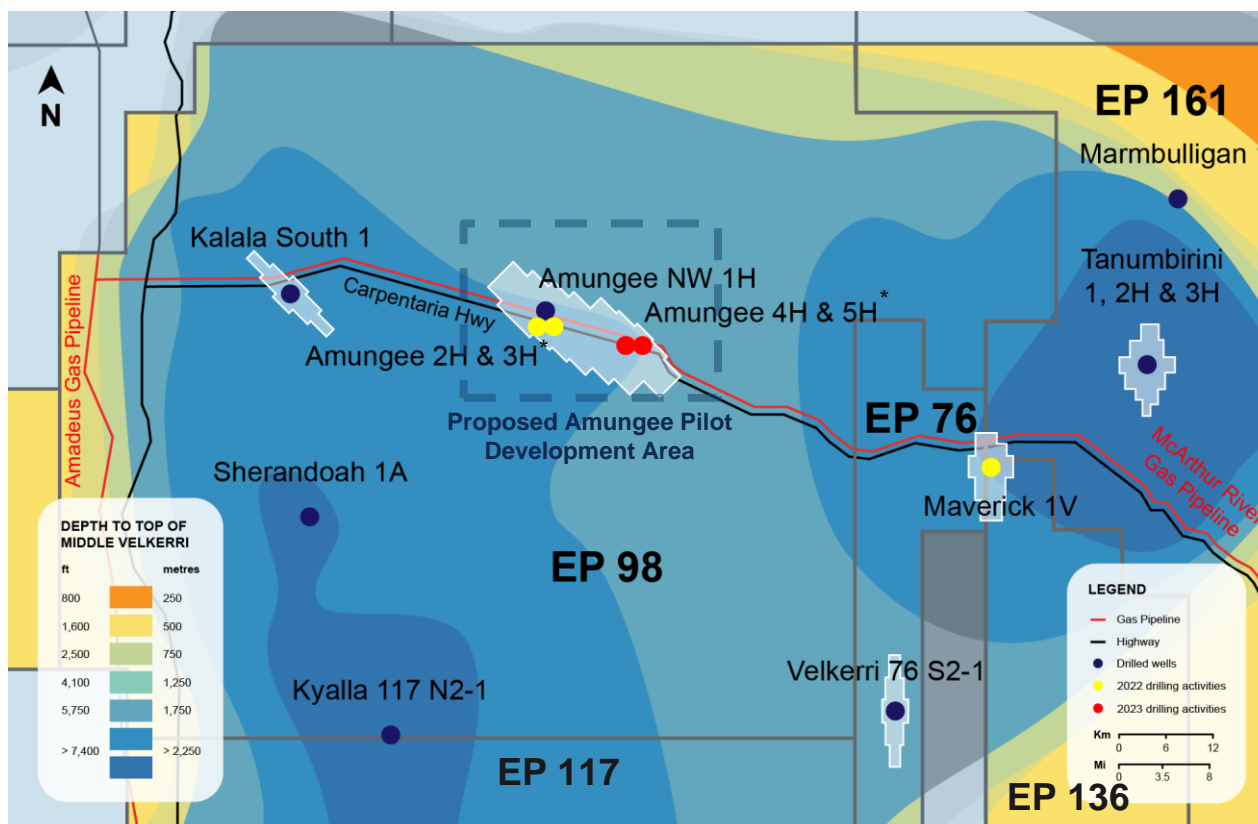 N
EP 161
Marmbulligan
Kalala South 1
Tanumbirini
1, 2H & 3H
Amungee NW 1H
Carpentaria Hwy
Amungee 4H & 5H*
Amungee 2H & 3H*
Amadeus Gas Pipeline
EP 76
Proposed Amungee Pilot
Development Area
McArthur River
Gas Pipeline
Sherandoah 1A
Maverick 1V
EP 98
DEPTH TO TOP OF
MIDDLE VELKERRI
ft metres
800 250
1,600 500
2,500 750
4,100 1,250
5,750 1,750
> 7,400 > 2,250
LEGEND
Gas Pipeline
Highway
Drilled wells
2022 drilling activities
2023 drilling activities
Km
0 6 12
Mi
0 3.5 8
Velkerri 76 S2-1
Kyalla 117 N2-1
EP 117
EP 136